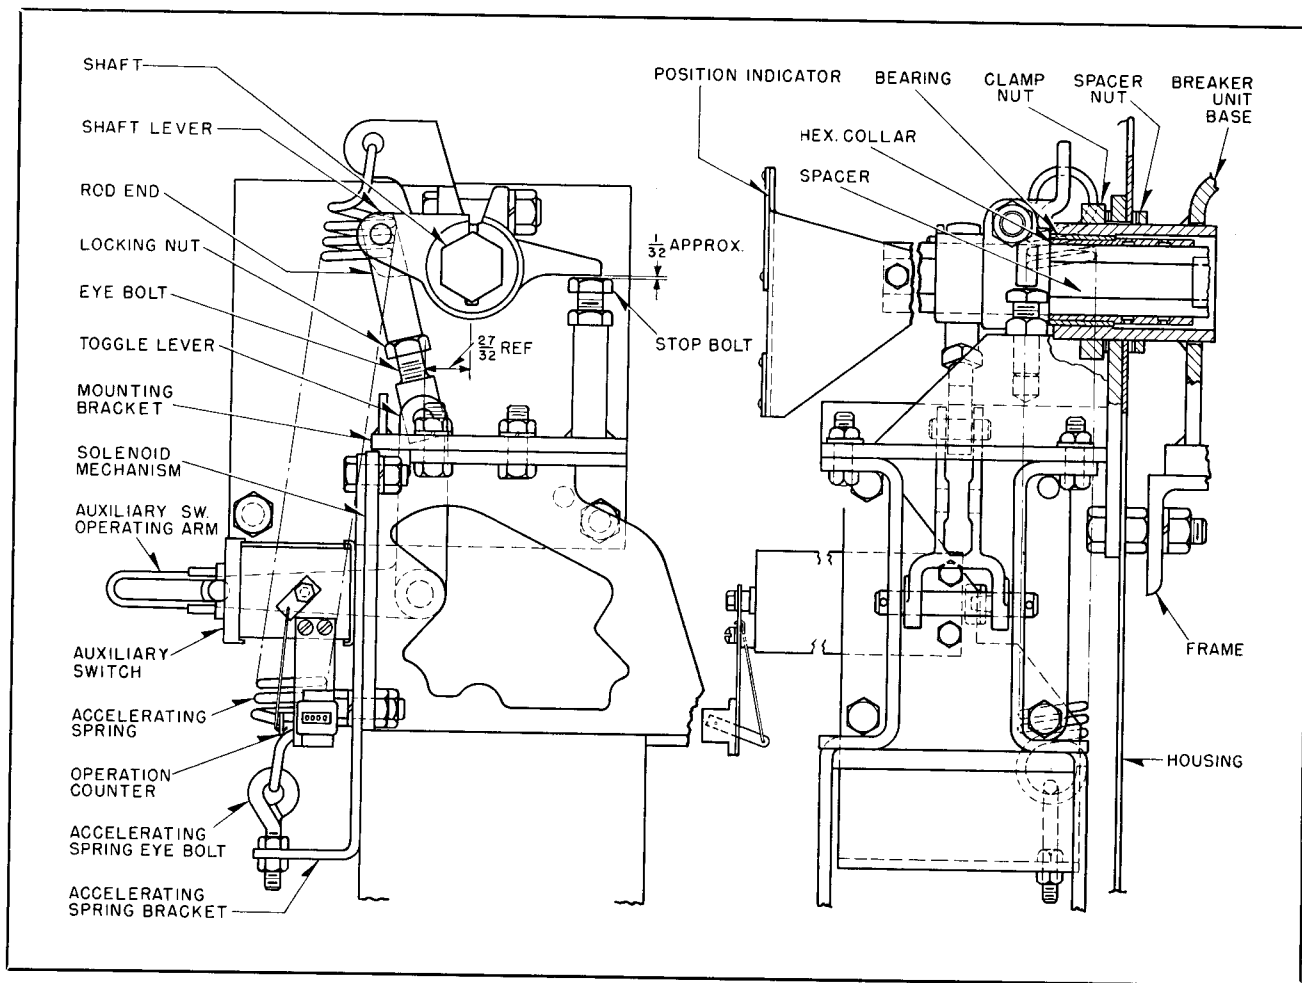 SHAFT
SHAFT LEVER
ROD END
LOCKING NUT
EYE BOLT
TOGGLE LEVER
MOUNTING
BRACKET
SOLENOID
MECHANISM
AUXILIARY SW.
OPERATING ARM
AUXILIARY
SWITCH
ACCELERATING
SPRING
OPERATION
COUNTER
ACCELERATING
SPRING EYE BOLT
ACCELERATING
SPRING BRACKET
0000
27/32 REF
1/32 APPROX.
STOP BOLT
POSITION INDICATOR
BEARING
HEX. COLLAR
SPACER
CLAMP
NUT
SPACER
NUT
BREAKER
UNIT
BASE
FRAME
HOUSING